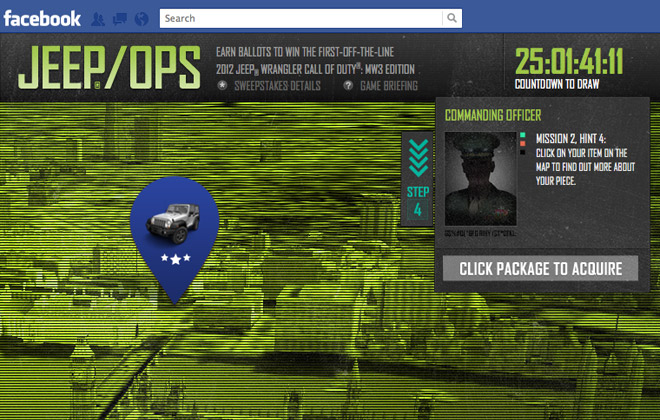 facebook
Search
JEEP/OPS
EARN BALLOTS TO WIN THE FIRST-OFF-THE-LINE
2012 JEEP® WRANGLER CALL OF DUTY®: MW3 EDITION
SWEEPSTAKES DETAILS
GAME BRIEFING
25:01:41:11
COUNTDOWN TO DRAW
COMMANDING OFFICER
MISSION 2, HINT 4:
CLICK ON YOUR ITEM ON THE
MAP TO FIND OUT MORE ABOUT
YOUR PIECE.
STEP
4
CLICK PACKAGE TO ACQUIRE